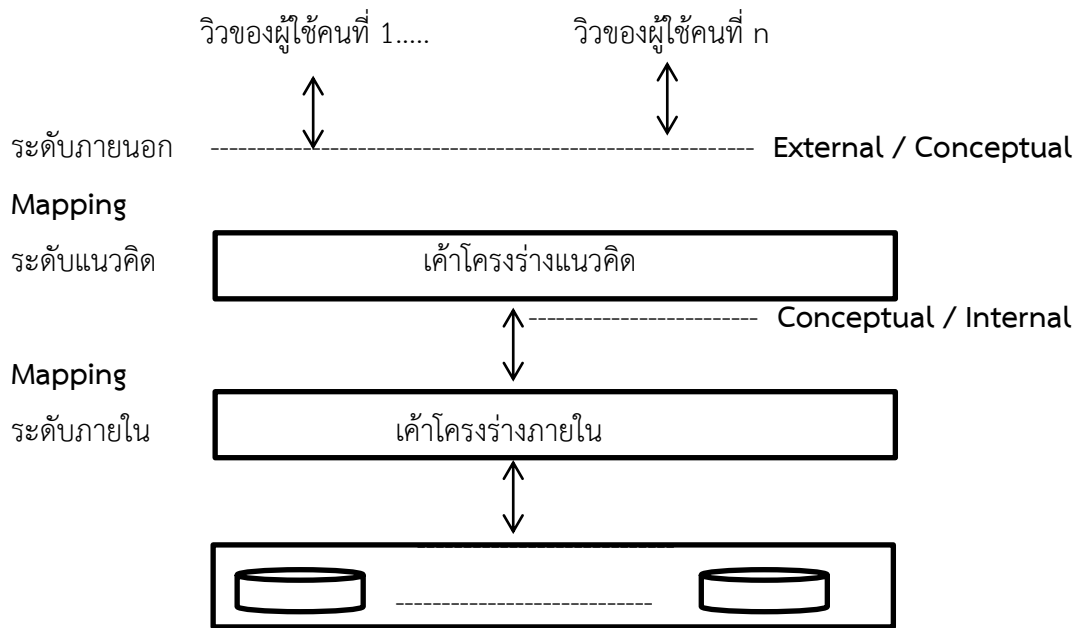 วิวของผู้ใช้คนที่ 1..... วิวของผู้ใช้คนที่ n
ระดับภายนอก External / Conceptual
Mapping
ระดับแนวคิด เค้าโครงร่างแนวคิด
Conceptual / Internal
Mapping
ระดับภายใน เค้าโครงร่างภายใน